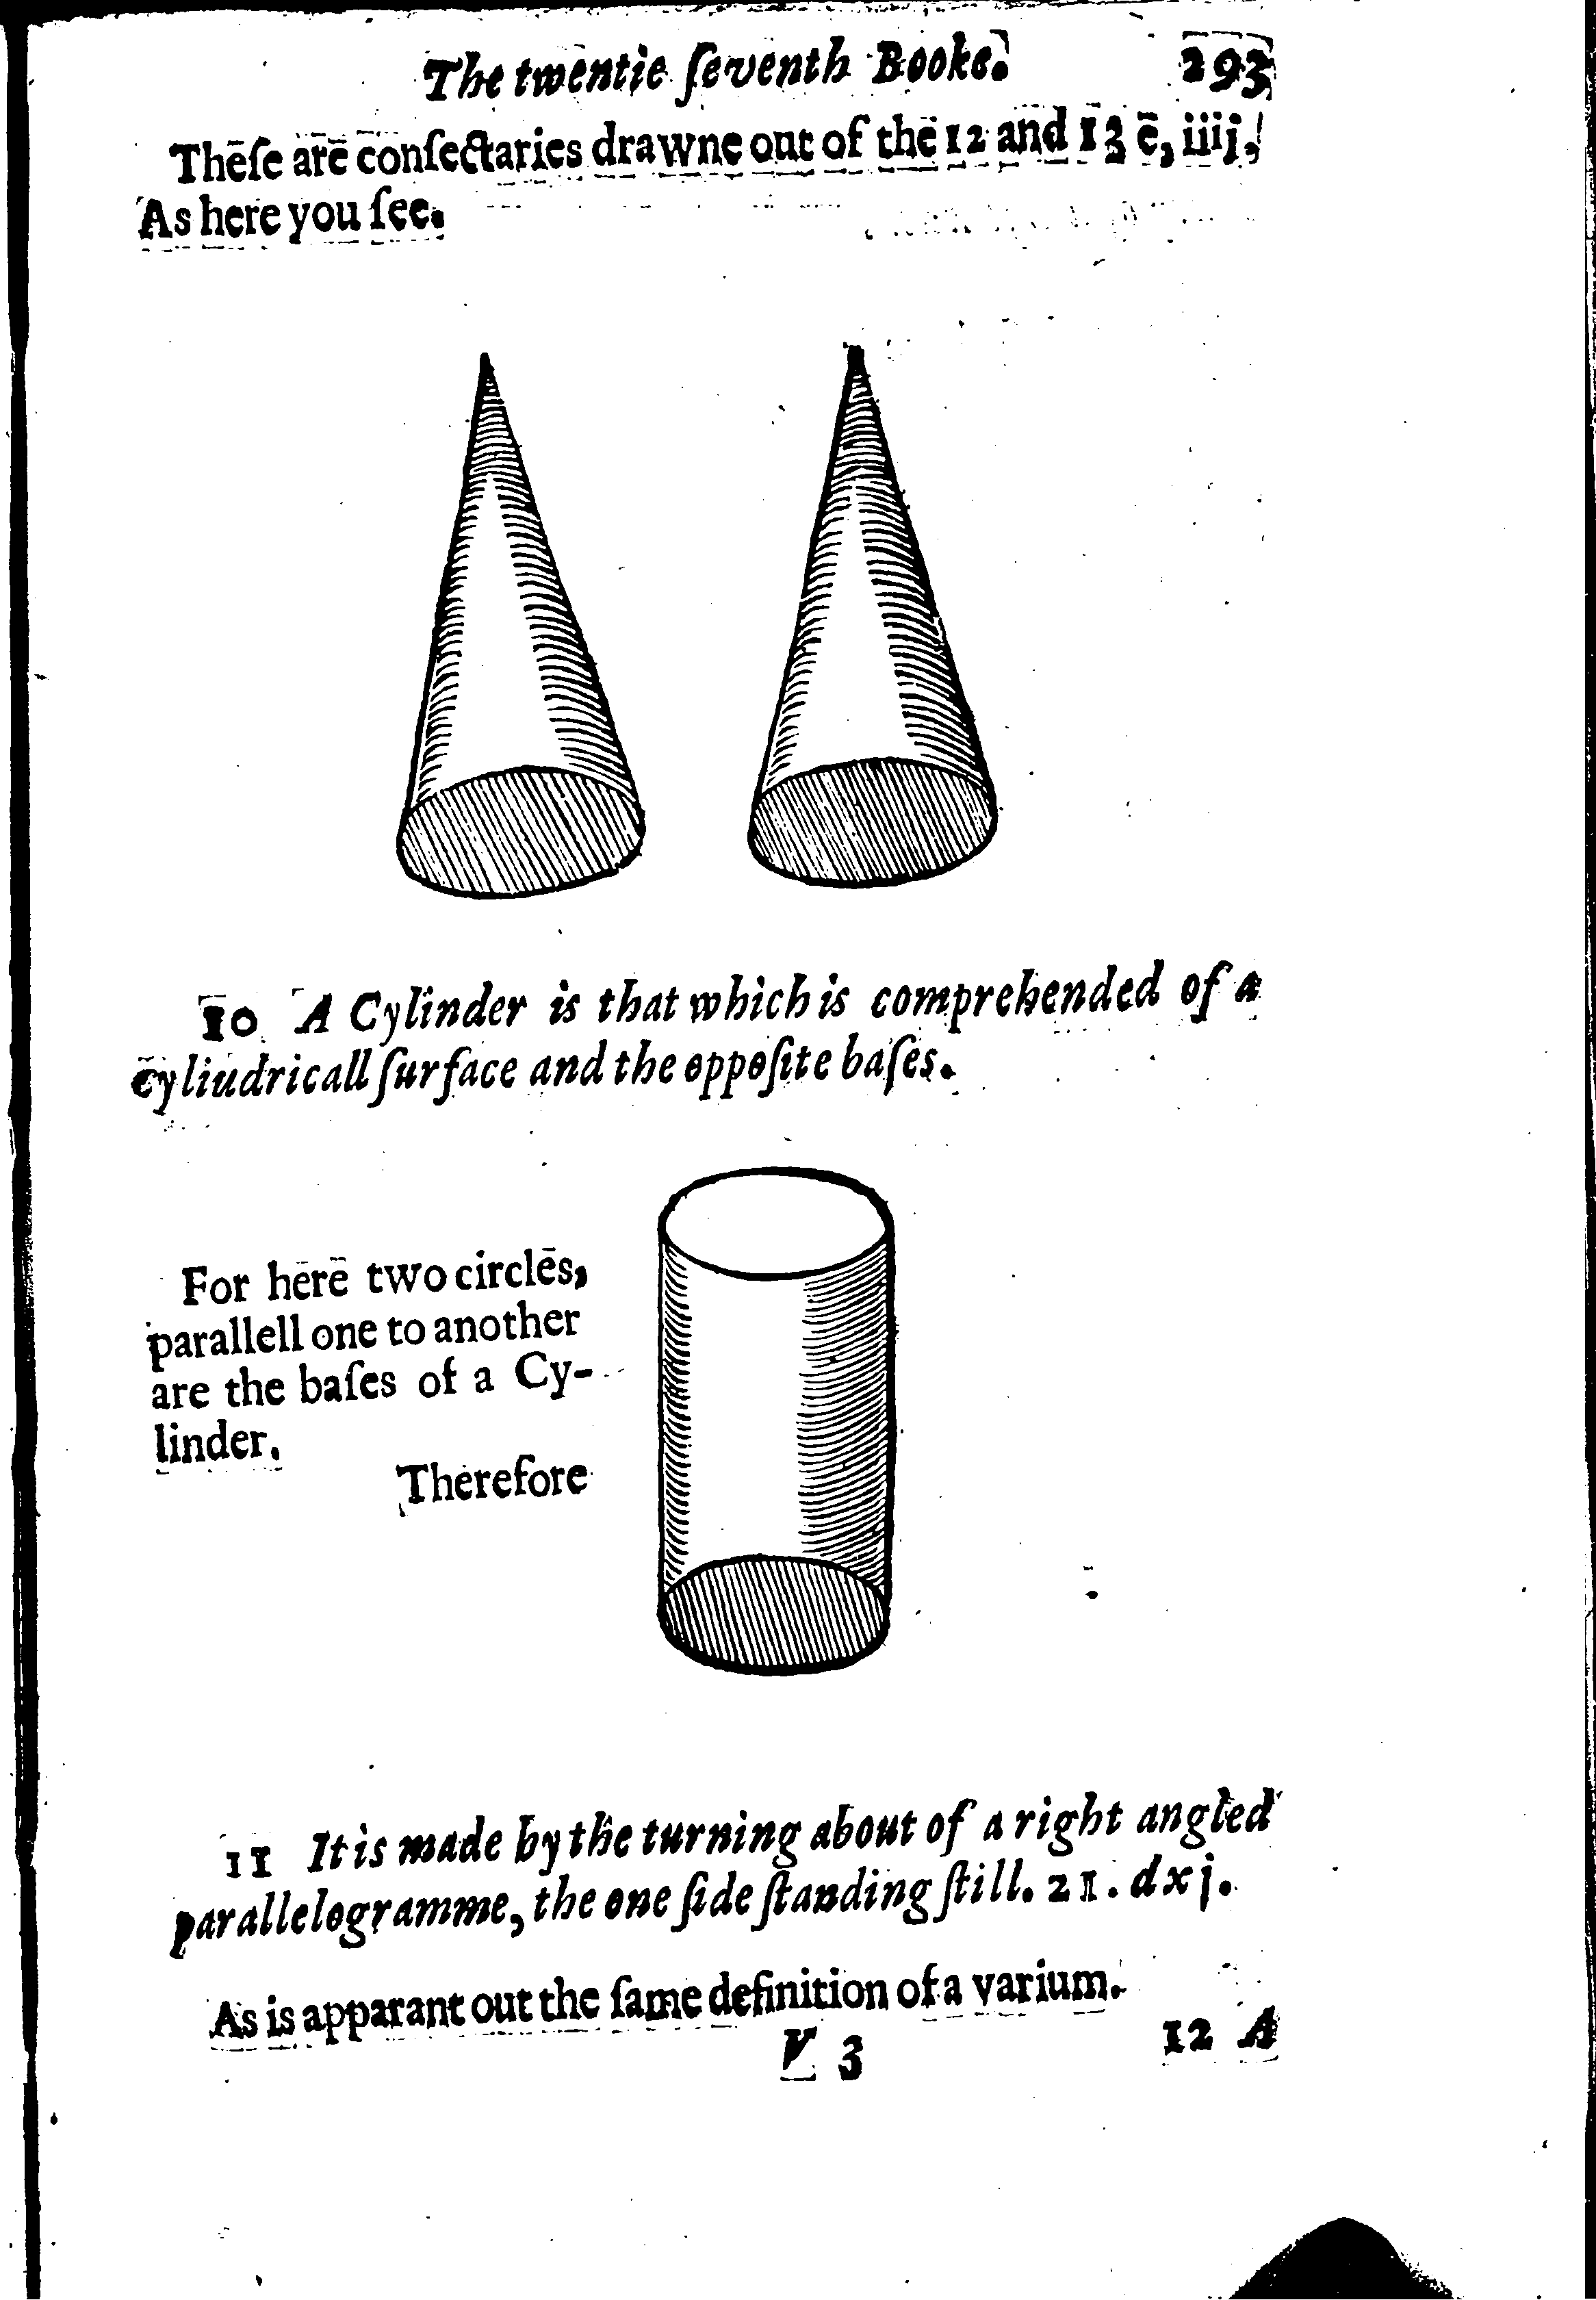 The twentie ſeventh Booke. 293
Theſe are conſectaries drawne out of the 12 and 13 e, iiij.
As here you ſee.
10 A Cylinder is that which is comprehended of a
cyliudricall ſurface and the oppoſite baſes.
For here two circles,
parallell one to another
are the baſes of a Cy-
linder.
Therefore
11 It is made by the turning about of a right angled
parallelogramme, the one ſide ſtanding ſtill. 21. d xj.
As is apparant out the ſame definition of a varium.
V 3 12 A